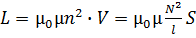 L = μ₀μn² · V = μ₀μ N²/l S